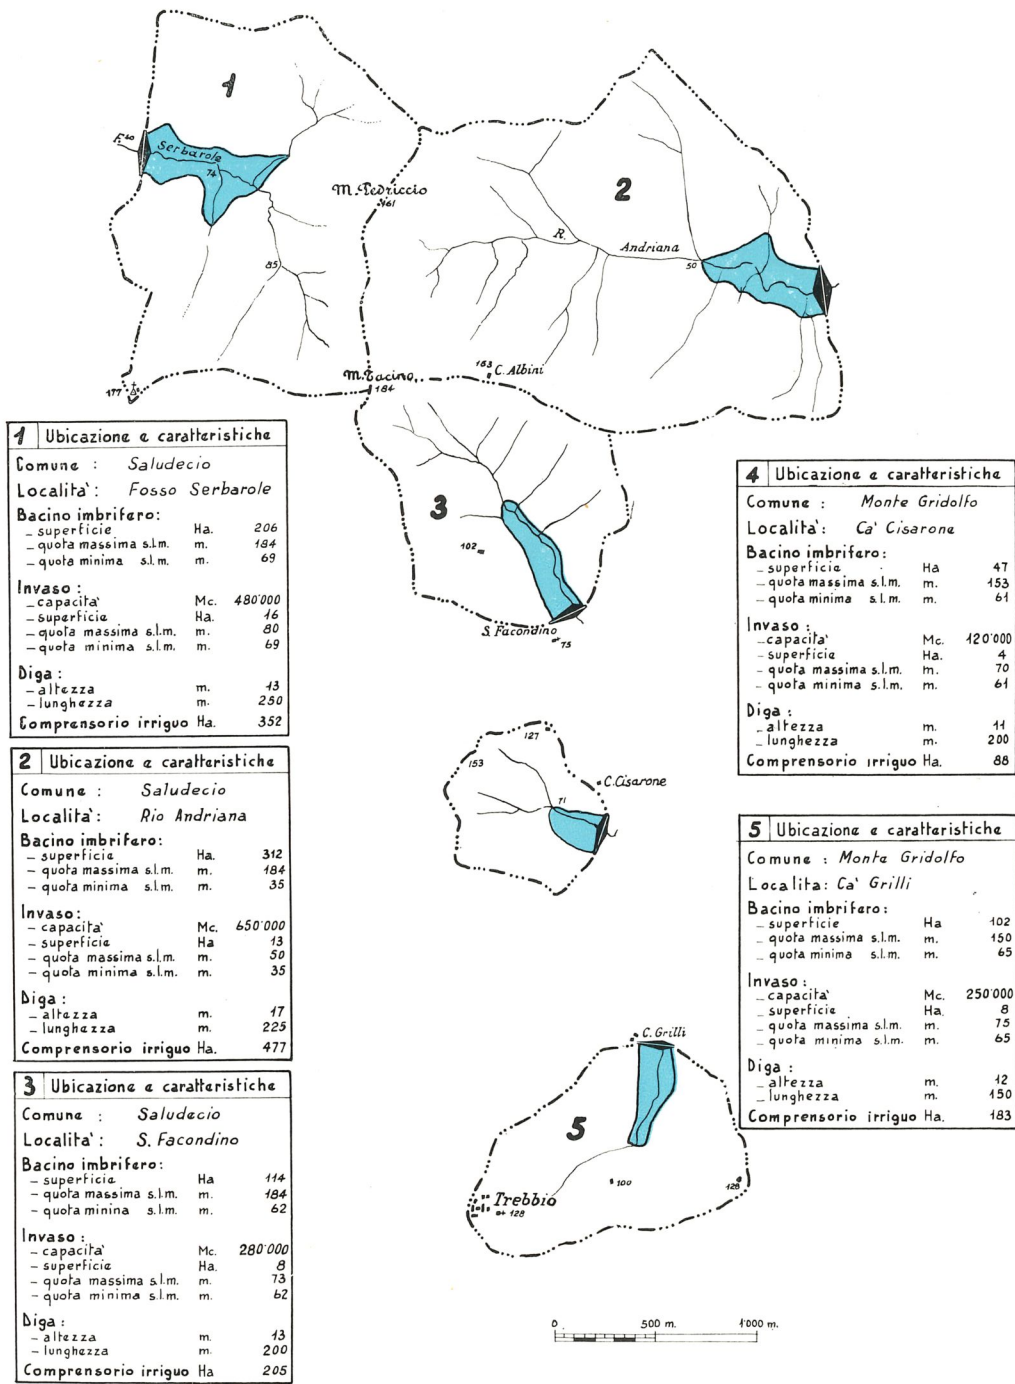 1
F. 40
Serbarole
74
M. Pedriccio
161
85
2
R.
Andriana
50
M. Tacino
184
163
C. Albini
177
3
102
S. Facondino
75
127
153
C. Cisarone
71
C. Grilli
5
100
128
Trebbio
128
0 500 m. 1'000 m.
1 Ubicazione e caratteristiche
Comune : Saludecio
Località : Fosso Serbarole
Bacino imbrifero:
– superficie Ha. 206
– quota massima s.l.m. m. 184
– quota minima s.l.m. m. 69
Invaso :
– capacità Mc. 480'000
– superficie Ha. 16
– quota massima s.l.m. m. 80
– quota minima s.l.m. m. 69
Diga :
– altezza m. 13
– lunghezza m. 250
Comprensorio irriguo Ha. 352
2 Ubicazione e caratteristiche
Comune : Saludecio
Località : Rio Andriana
Bacino imbrifero:
– superficie Ha. 312
– quota massima s.l.m. m. 184
– quota minima s.l.m. m. 35
Invaso :
– capacità Mc. 650'000
– superficie Ha 13
– quota massima s.l.m. m. 50
– quota minima s.l.m. m. 35
Diga :
– altezza m. 17
– lunghezza m. 225
Comprensorio irriguo Ha. 477
3 Ubicazione e caratteristiche
Comune : Saludecio
Località : S. Facondino
Bacino imbrifero:
– superficie Ha 114
– quota massima s.l.m. m. 184
– quota minina s.l.m. m. 62
Invaso :
– capacità Mc. 280'000
– superficie Ha. 8
– quota massima s.l.m. m. 73
– quota minima s.l.m. m. 62
Diga :
– altezza m. 13
– lunghezza m. 200
Comprensorio irriguo Ha 205
4 Ubicazione e caratteristiche
Comune : Monte Gridolfo
Località : Ca' Cisarone
Bacino imbrifero:
– superficie Ha 47
– quota massima s.l.m. m. 153
– quota minima s.l.m. m. 61
Invaso :
– capacità Mc. 120'000
– superficie Ha. 4
– quota massima s.l.m. m. 70
– quota minima s.l.m. m. 61
Diga :
– altezza m. 11
– lunghezza m. 200
Comprensorio irriguo Ha. 88
5 Ubicazione e caratteristiche
Comune : Monte Gridolfo
Localita : Ca' Grilli
Bacino imbrifero:
– superficie Ha 102
– quota massima s.l.m. m. 150
– quota minima s.l.m. m. 65
Invaso :
– capacità Mc. 250'000
– superficie Ha. 8
– quota massima s.l.m. m. 75
– quota minima s.l.m. m. 65
Diga :
– altezza m. 12
– lunghezza m. 150
Comprensorio irriguo Ha. 183